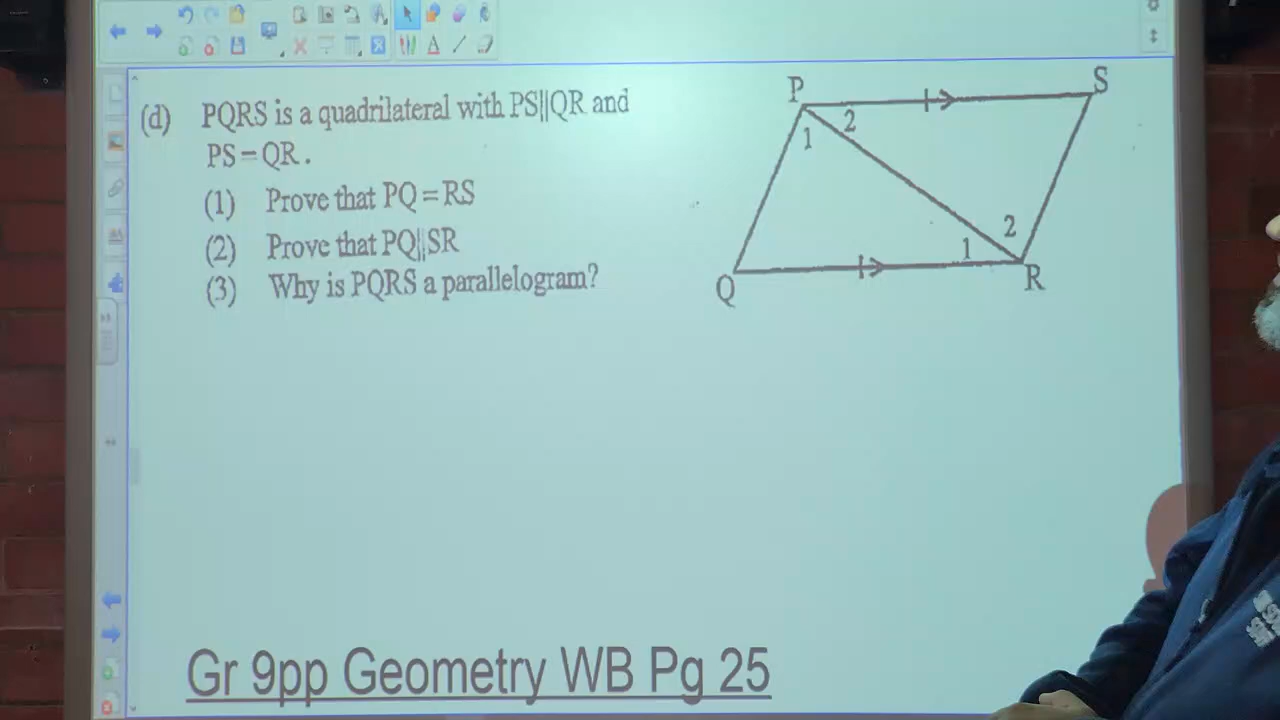 (d) PQRS is a quadrilateral with PS||QR and
PS=QR.
(1) Prove that PQ=RS
(2) Prove that PQ||SR
(3) Why is PQRS a parallelogram?
P
S
2
1
2
1
Q
R
Gr 9pp Geometry WB Pg 25